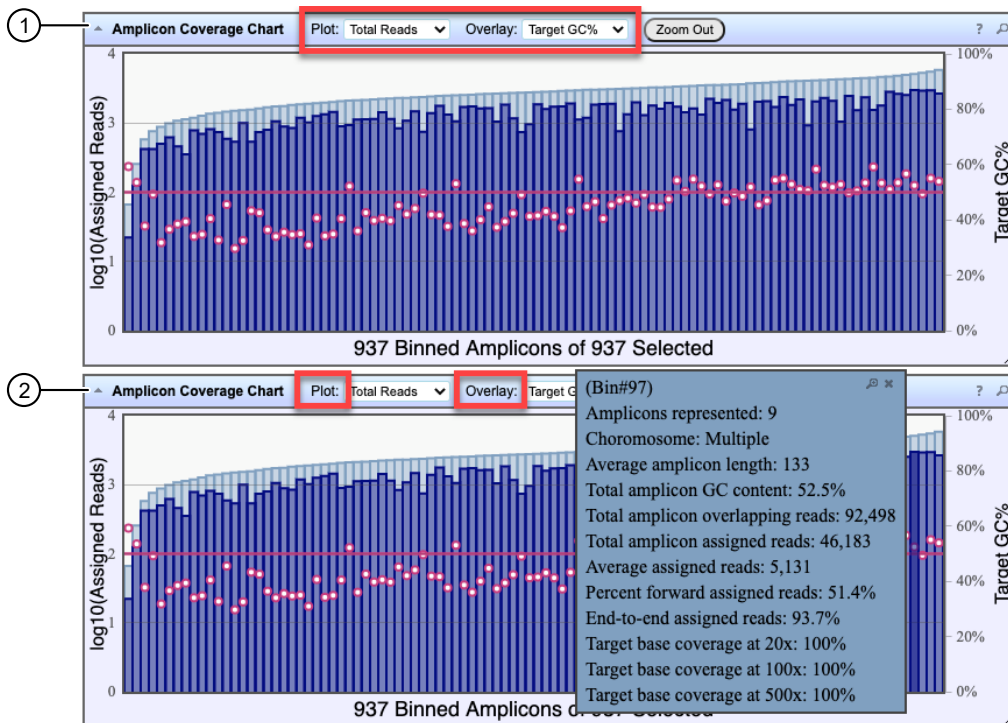 1
Amplicon Coverage Chart Plot: Total Reads Overlay: Target GC% Zoom Out ?
4 100%
80%
3
60%
2
40%
1
20%
0 0%
log10(Assigned Reads)
Target GC%
937 Binned Amplicons of 937 Selected
2
Amplicon Coverage Chart Plot: Total Reads Overlay: Target G ?
4 100%
80%
3
60%
2
40%
1
20%
0 0%
log10(Assigned Reads)
Target GC%
(Bin#97)
Amplicons represented: 9
Choromosome: Multiple
Average amplicon length: 133
Total amplicon GC content: 52.5%
Total amplicon overlapping reads: 92,498
Total amplicon assigned reads: 46,183
Average assigned reads: 5,131
Percent forward assigned reads: 51.4%
End-to-end assigned reads: 93.7%
Target base coverage at 20x: 100%
Target base coverage at 100x: 100%
Target base coverage at 500x: 100%
937 Binned Amplicons of 937 Selected